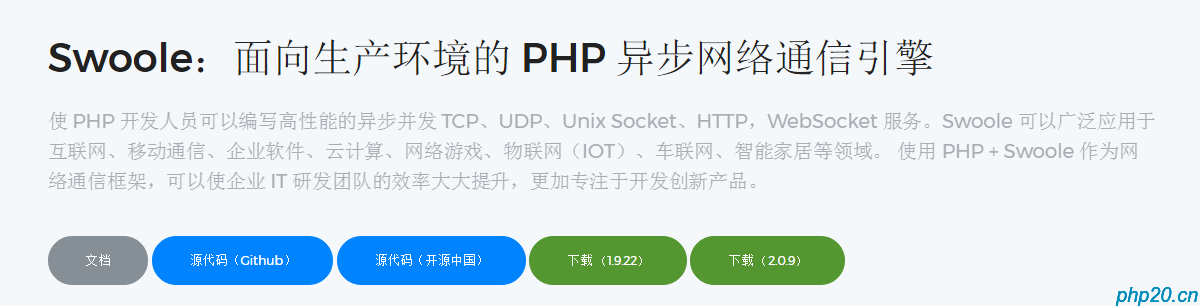 Swoole：面向生产环境的 PHP 异步网络通信引擎
使 PHP 开发人员可以编写高性能的异步并发 TCP、UDP、Unix Socket、HTTP，WebSocket 服务。Swoole 可以广泛应用于
互联网、移动通信、企业软件、云计算、网络游戏、物联网（IOT）、车联网、智能家居等领域。 使用 PHP + Swoole 作为网
络通信框架，可以使企业 IT 研发团队的效率大大提升，更加专注于开发创新产品。
文档 源代码（Github） 源代码（开源中国） 下载（1.9.22） 下载（2.0.9）
php20.cn